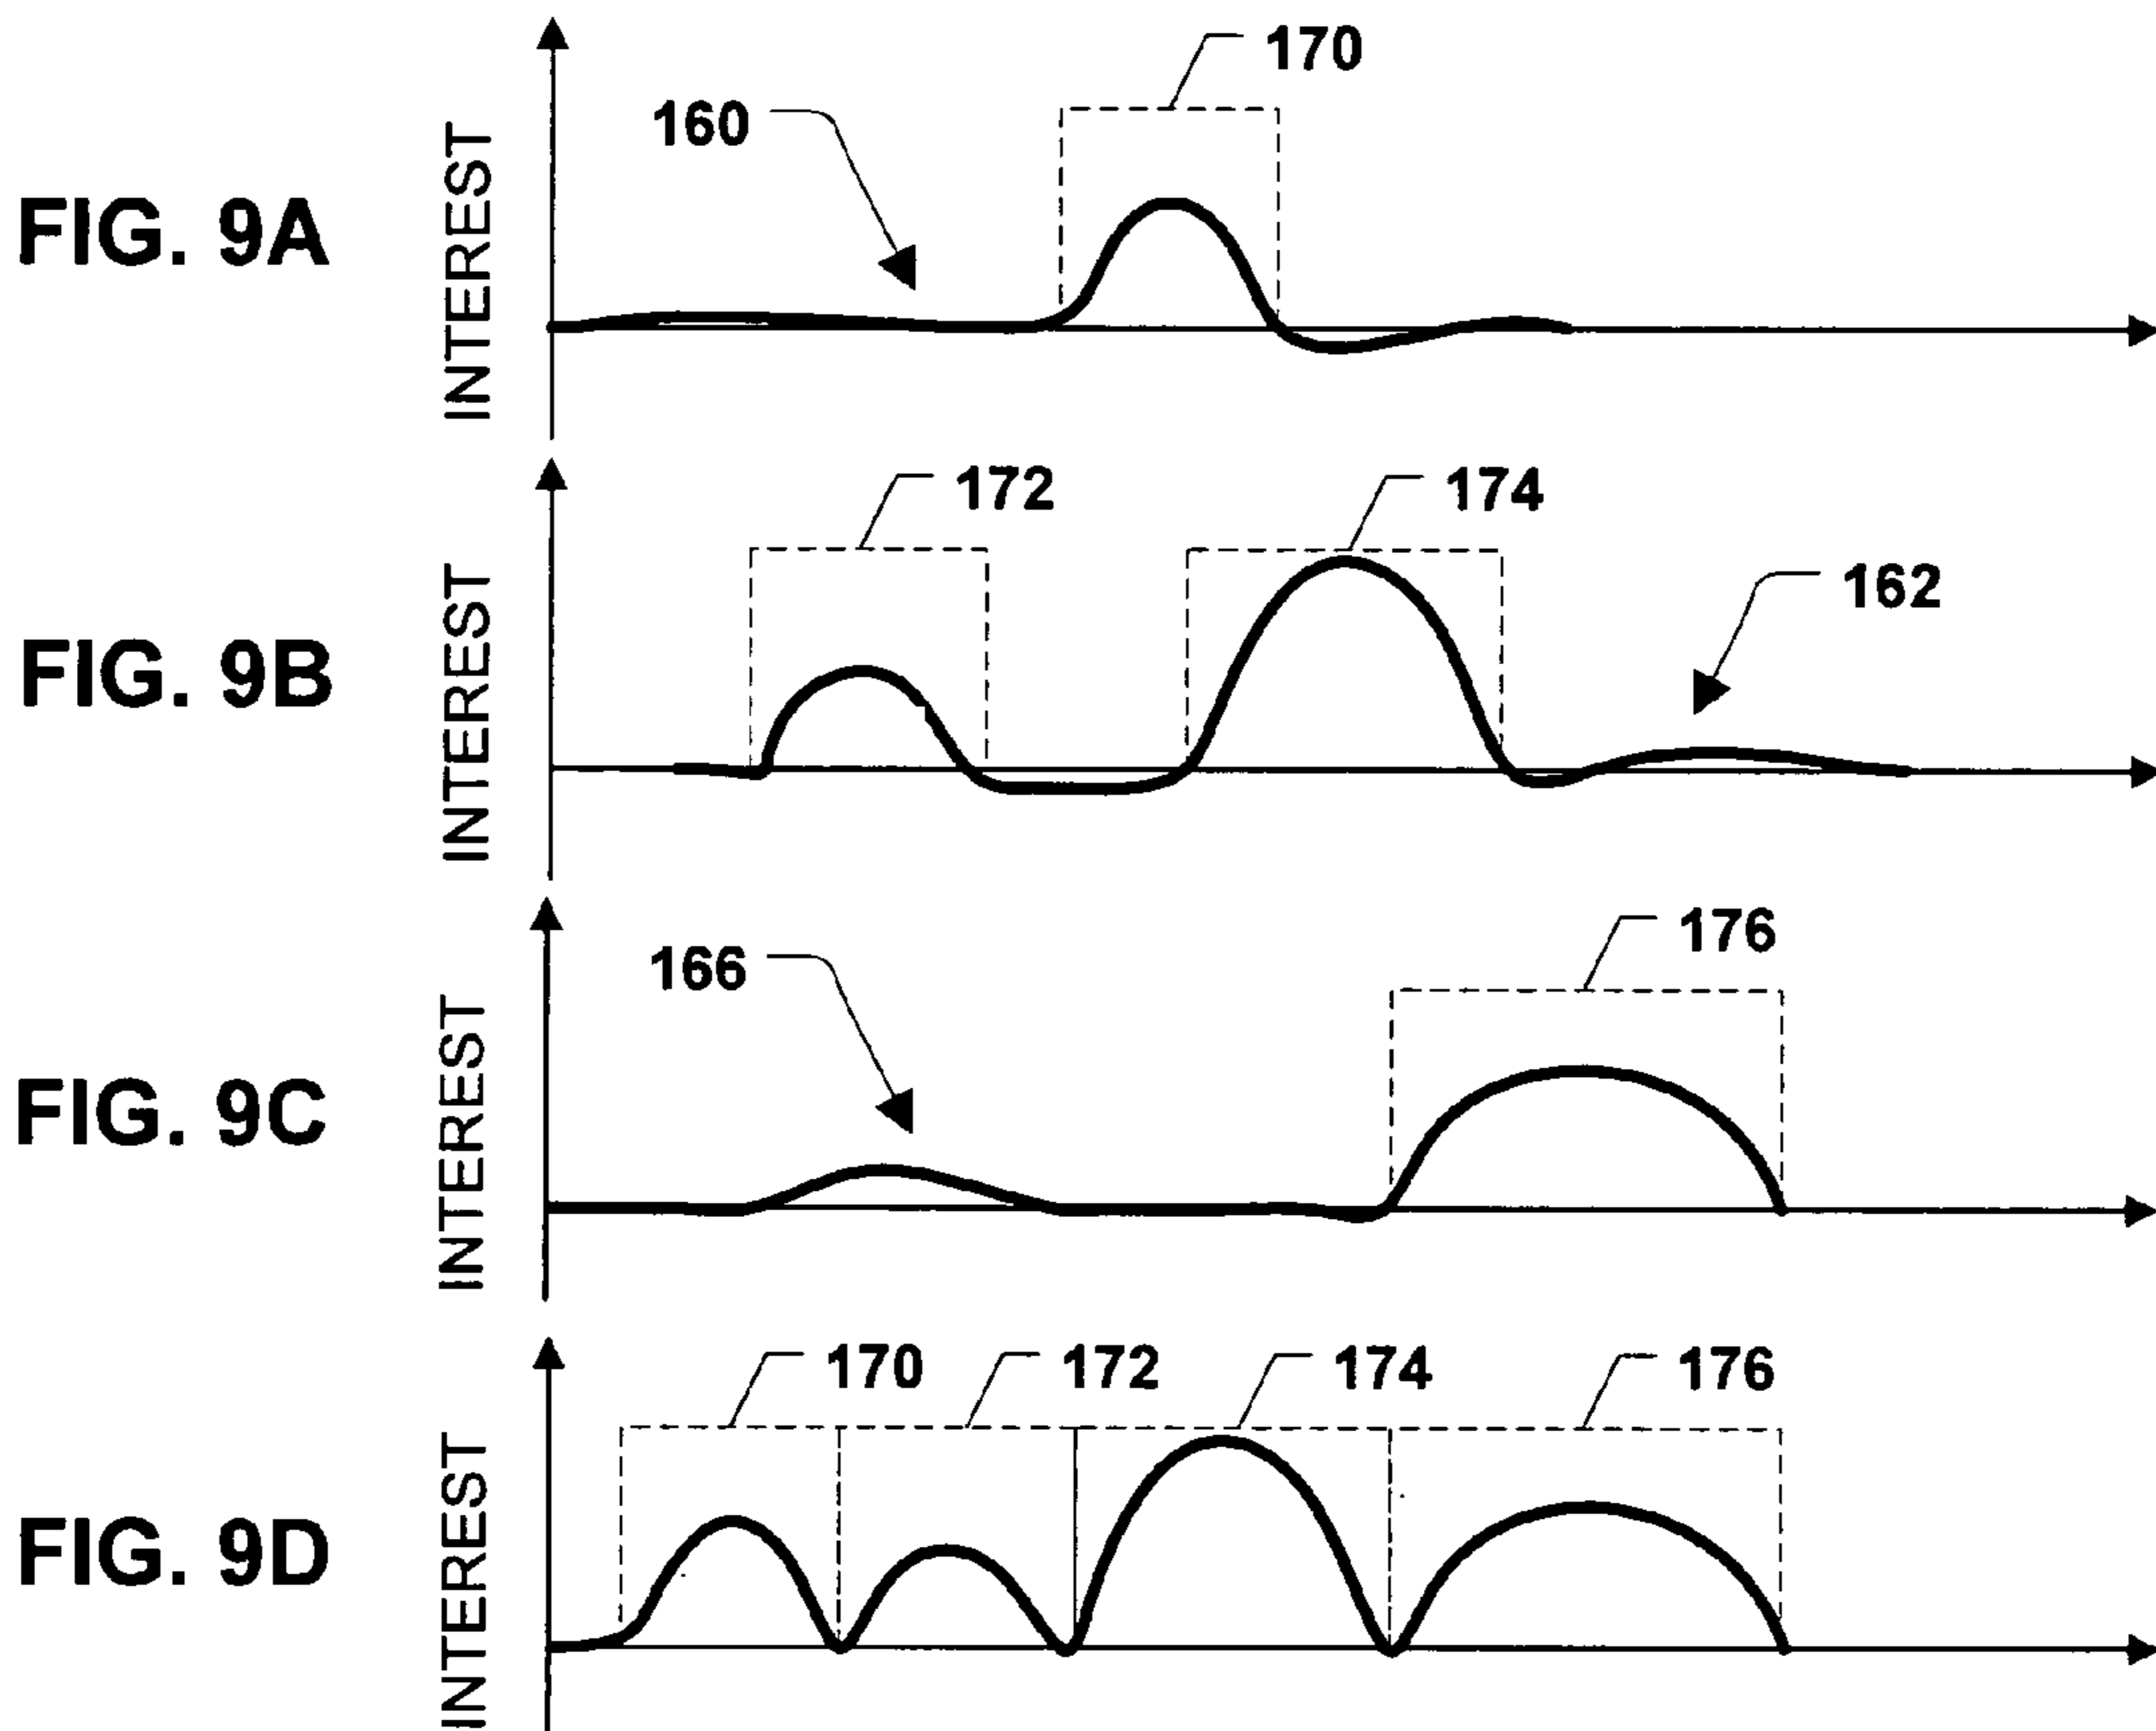 FIG. 9A
INTEREST
160
170
FIG. 9B
INTEREST
172
174
162
FIG. 9C
INTEREST
166
176
FIG. 9D
INTEREST
170
172
174
176